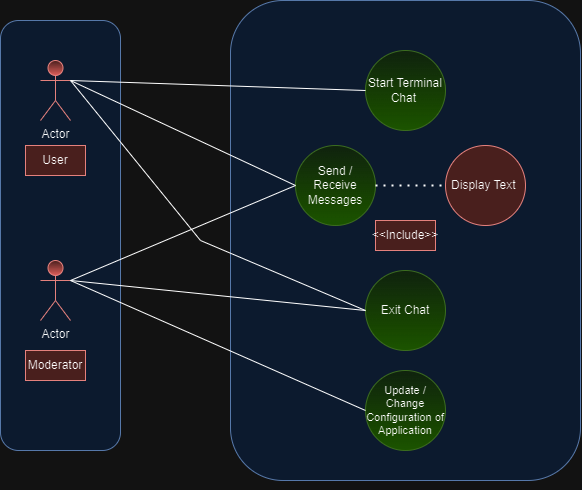 Actor
User
Actor
Moderator
Start Terminal
Chat
Send /
Receive
Messages
Display Text
<<Include>>
Exit Chat
Update /
Change
Configuration of
Application